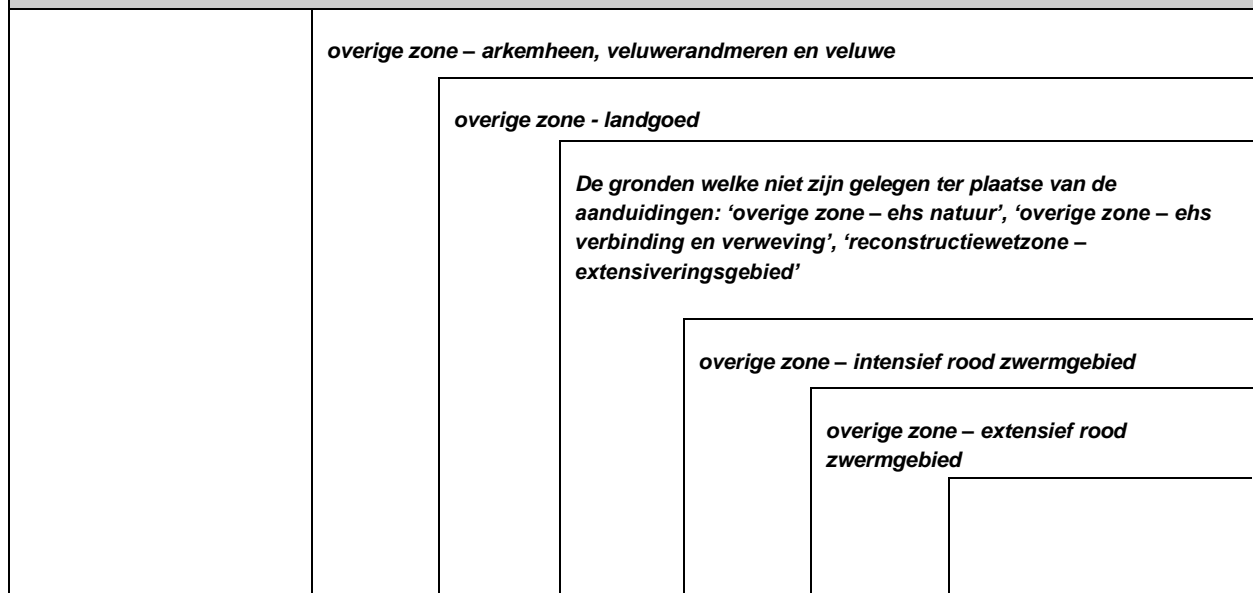 overige zone – arkemheen, veluwerandmeren en veluwe
overige zone - landgoed
De gronden welke niet zijn gelegen ter plaatse van de
aanduidingen: ‘overige zone – ehs natuur’, ‘overige zone – ehs
verbinding en verweving’, ‘reconstructiewetzone –
extensiveringsgebied’
overige zone – intensief rood zwermgebied
overige zone – extensief rood
zwermgebied